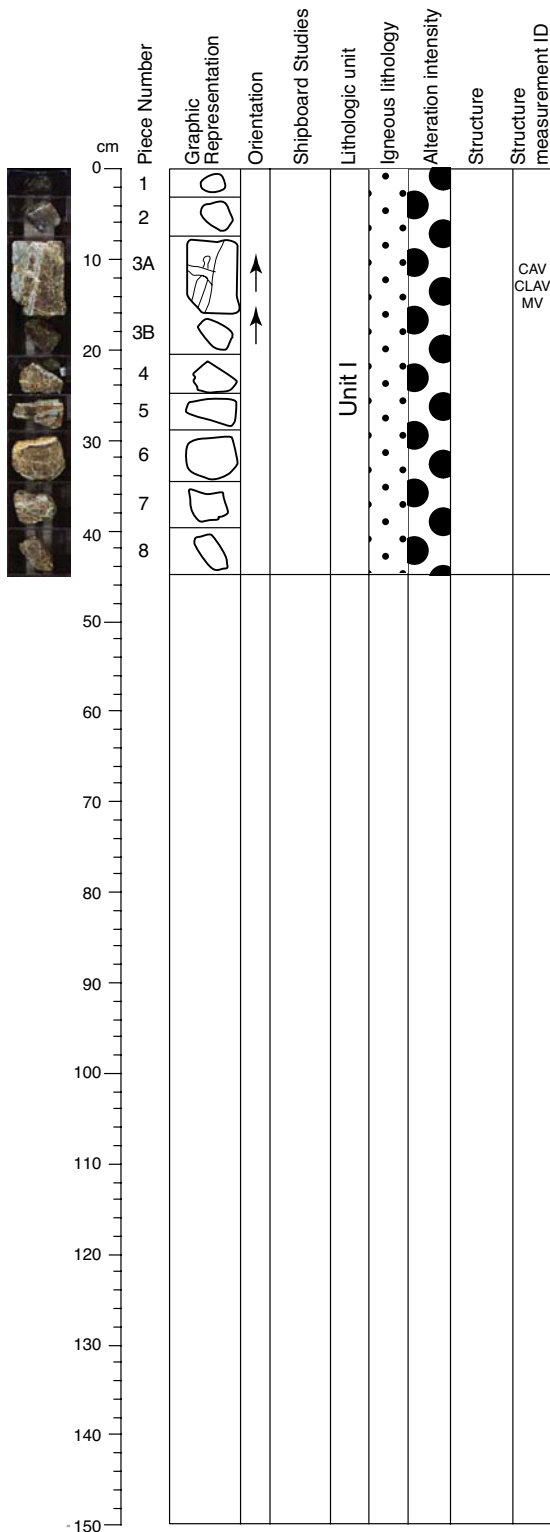 cm
Piece Number
Graphic
Representation
Orientation
Shipboard Studies
Lithologic unit
Igneous lithology
Alteration intensity
Structure
Structure
measurement ID
0
10
20
30
40
50
60
70
80
90
100
110
120
130
140
150
1
2
3A
3B
4
5
6
7
8
Unit I
CAV
CLAV
MV